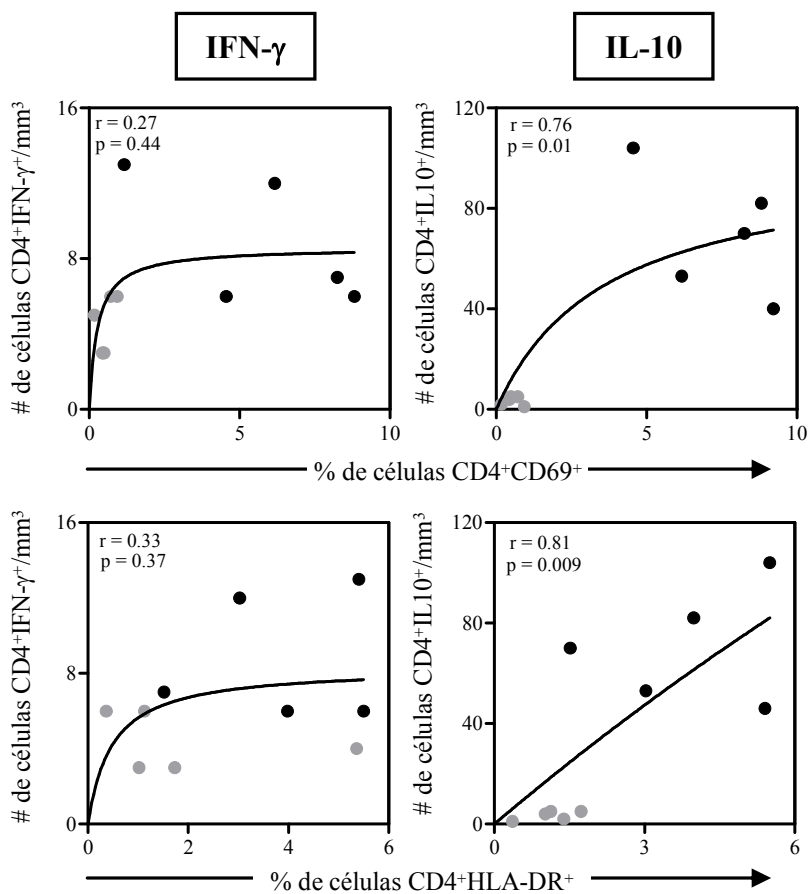 IFN-γ
IL-10
# de células CD4⁺IFN-γ⁺/mm³
16
8
0
r = 0.27
p = 0.44
0
5
10
# de células CD4⁺IL10⁺/mm³
120
80
40
0
r = 0.76
p = 0.01
0
5
10
% de células CD4⁺CD69⁺
# de células CD4⁺IFN-γ⁺/mm³
16
8
0
r = 0.33
p = 0.37
0
2
4
6
# de células CD4⁺IL10⁺/mm³
120
80
40
0
r = 0.81
p = 0.009
0
3
6
% de células CD4⁺HLA-DR⁺